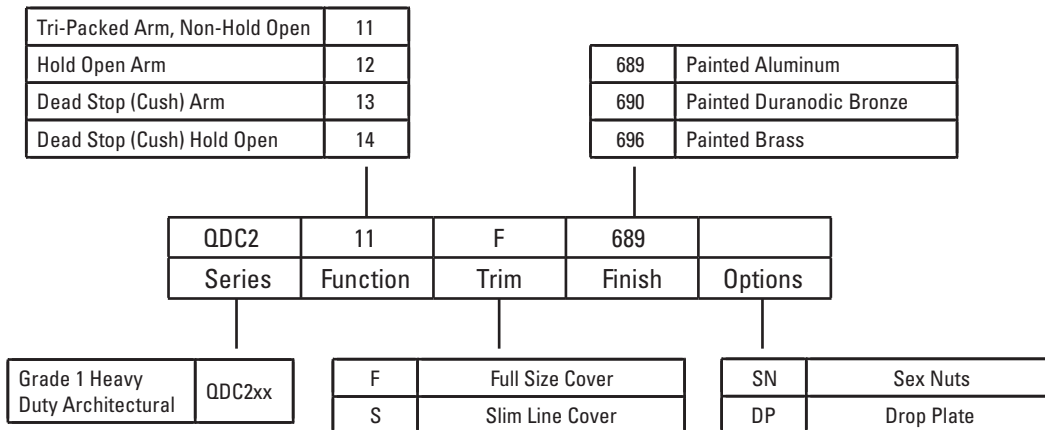 Tri-Packed Arm, Non-Hold Open 11
Hold Open Arm 12
Dead Stop (Cush) Arm 13
Dead Stop (Cush) Hold Open 14
689 Painted Aluminum
690 Painted Duranodic Bronze
696 Painted Brass
QDC2 11 F 689
Series Function Trim Finish Options
Grade 1 Heavy
Duty Architectural QDC2xx
F Full Size Cover
S Slim Line Cover
SN Sex Nuts
DP Drop Plate